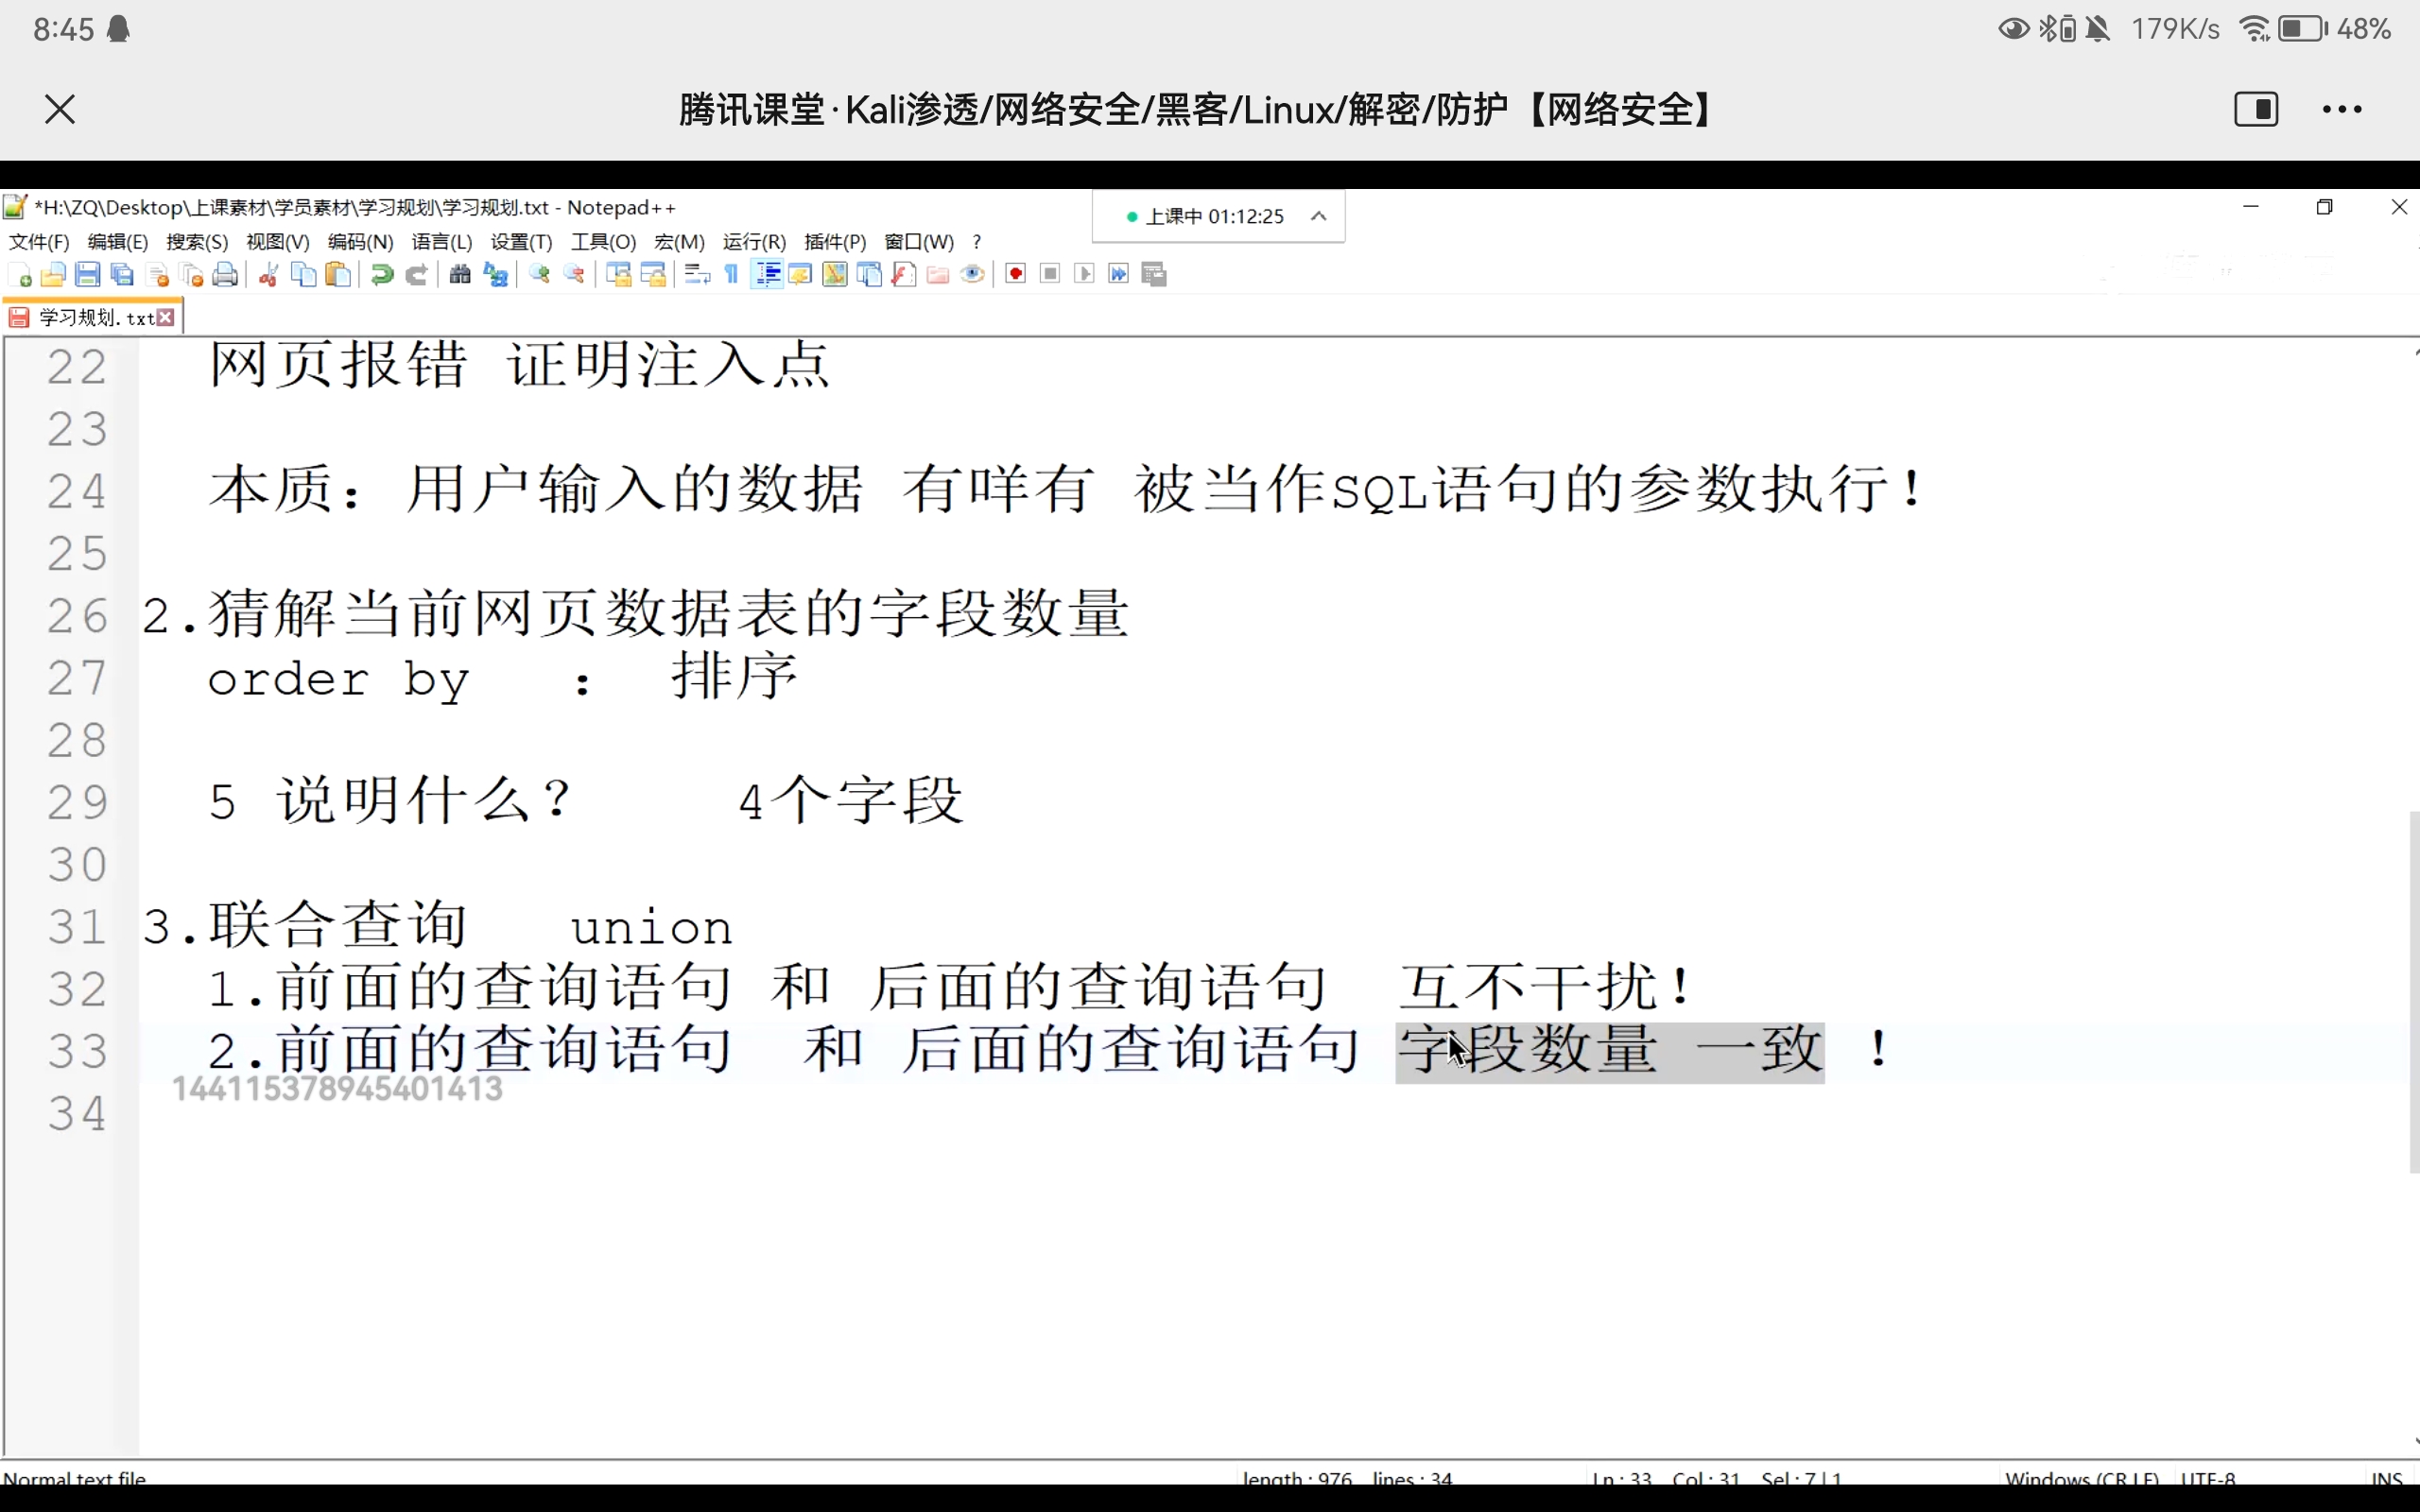 8:45 179K/s 48%
腾讯课堂·Kali渗透/网络安全/黑客/Linux/解密/防护【网络安全】
*H:\ZQ\Desktop\上课素材\学员素材\学习规划\学习规划.txt - Notepad++
上课中 01:12:25
文件(F) 编辑(E) 搜索(S) 视图(V) 编码(N) 语言(L) 设置(T) 工具(O) 宏(M) 运行(R) 插件(P) 窗口(W) ?
学习规划.txt
22 网页报错 证明注入点
23
24 本质：用户输入的数据 有咩有 被当作SQL语句的参数执行！
25
26 2.猜解当前网页数据表的字段数量
27 order by ： 排序
28
29 5 说明什么？ 4个字段
30
31 3.联合查询 union
32 1.前面的查询语句 和 后面的查询语句 互不干扰！
33 2.前面的查询语句 和 后面的查询语句 字段数量 一致 ！
144115378945401413
34
Normal text file length : 976 lines : 34 Ln : 33 Col : 31 Sel : 7 | 1 Windows (CR LF) UTF-8 INS